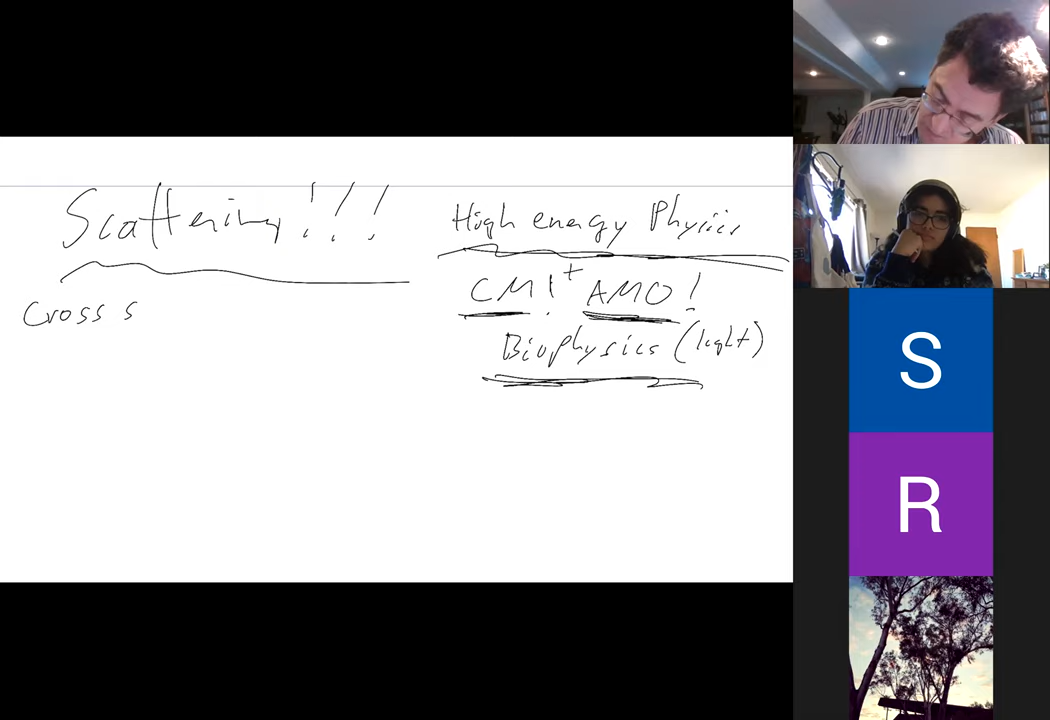 Scattering!!!
High energy Physics
CM!+ AMO!
Biophysics (light)
Cross s
S
R